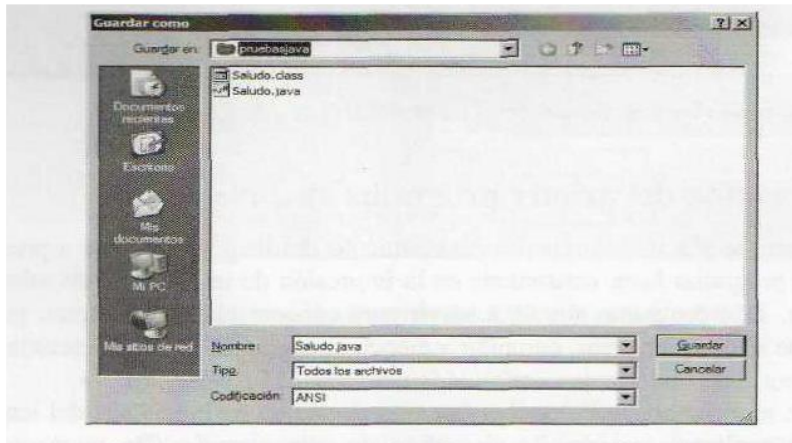 Guardar como
Guardar en:
pruebasjava
Saludo.class
Saludo.java
Documentos
recientes
Escritorio
Mis
documentos
Mi PC
Mis sitios de red
Nombre:
Saludo.java
Guardar
Tipo:
Todos los archivos
Cancelar
Codificación:
ANSI